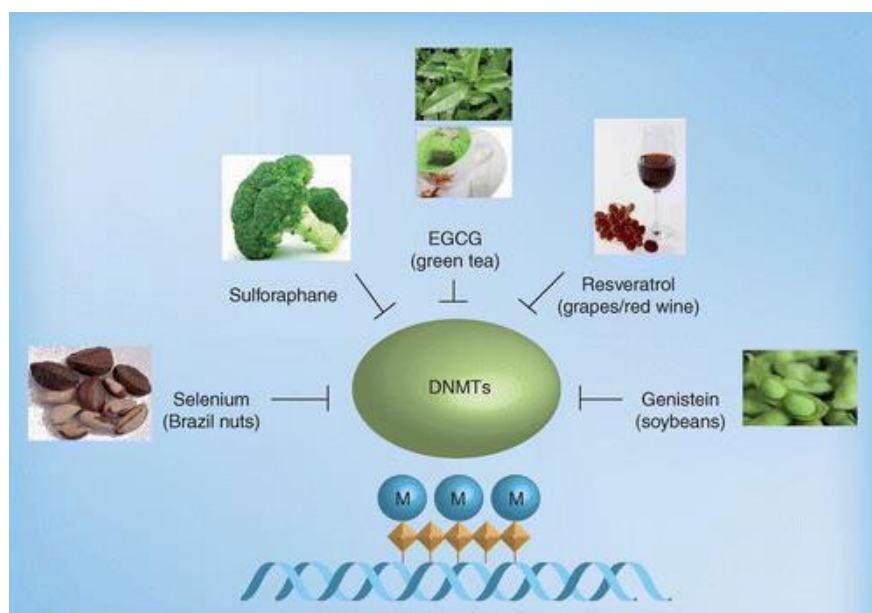 EGCG
(green tea)
Sulforaphane
Resveratrol
(grapes/red wine)
DNMTs
Selenium
(Brazil nuts)
Genistein
(soybeans)
M
M
M